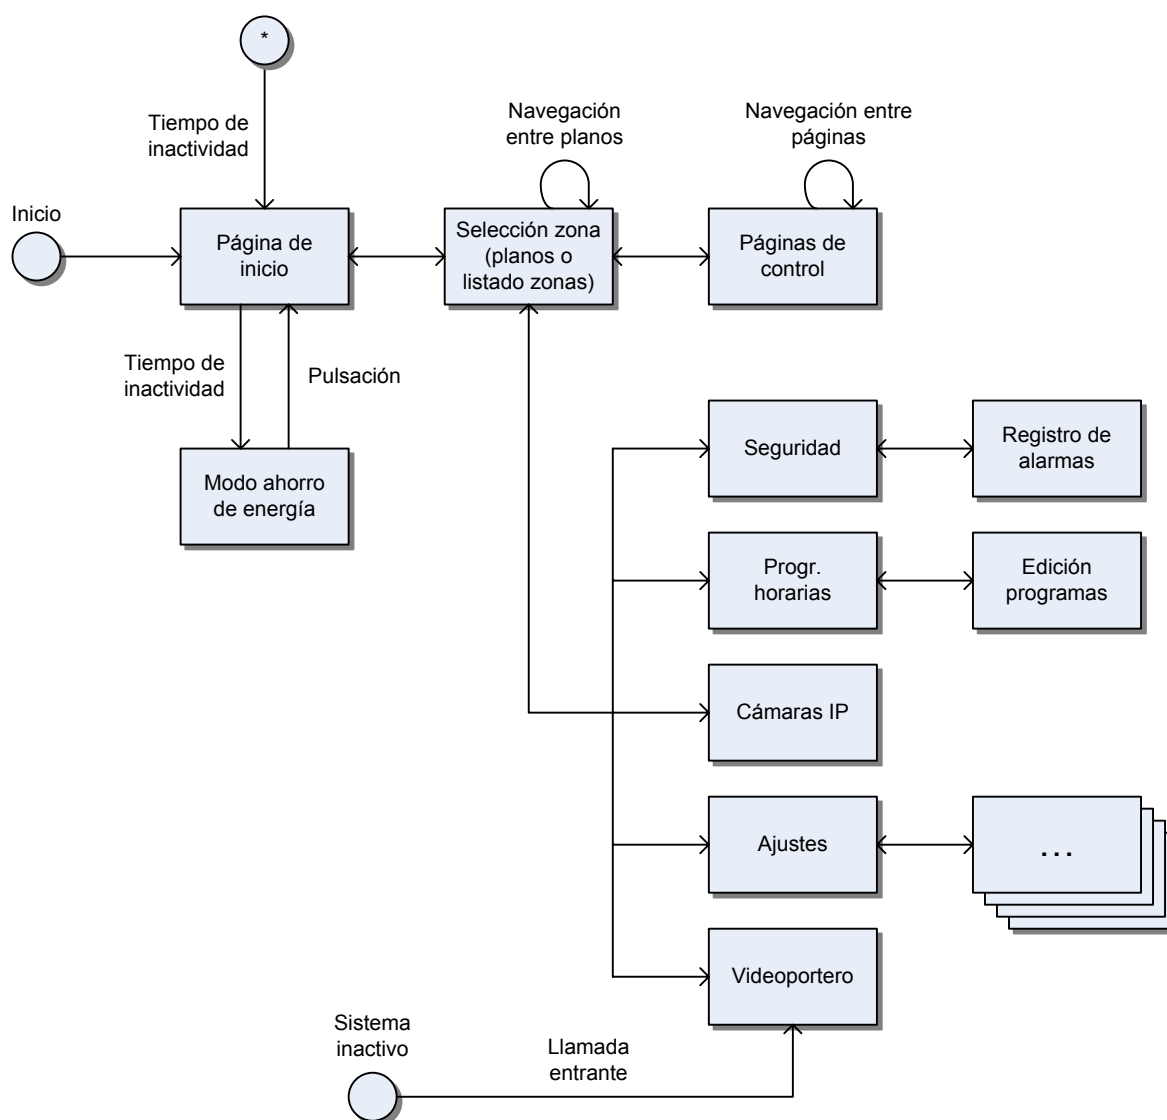 *
Tiempo de
inactividad
Navegación
entre planos
Navegación entre
páginas
Inicio
Página de
inicio
Selección zona
(planos o
listado zonas)
Páginas de
control
Tiempo de
inactividad
Pulsación
Modo ahorro
de energía
Seguridad
Registro de
alarmas
Progr.
horarias
Edición
programas
Cámaras IP
Ajustes
...
Videoportero
Sistema
inactivo
Llamada
entrante